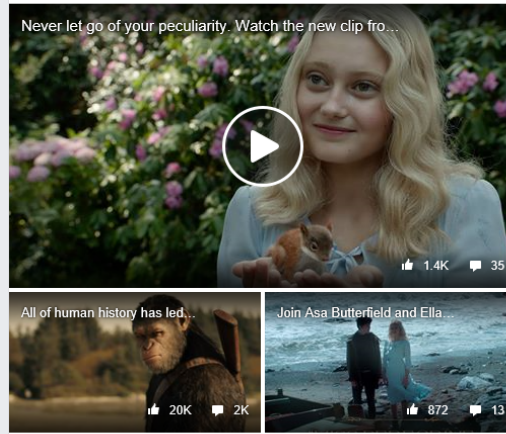 Never let go of your peculiarity. Watch the new clip fro...
1.4K 35
All of human history has led...
20K 2K
Join Asa Butterfield and Ella...
872 13